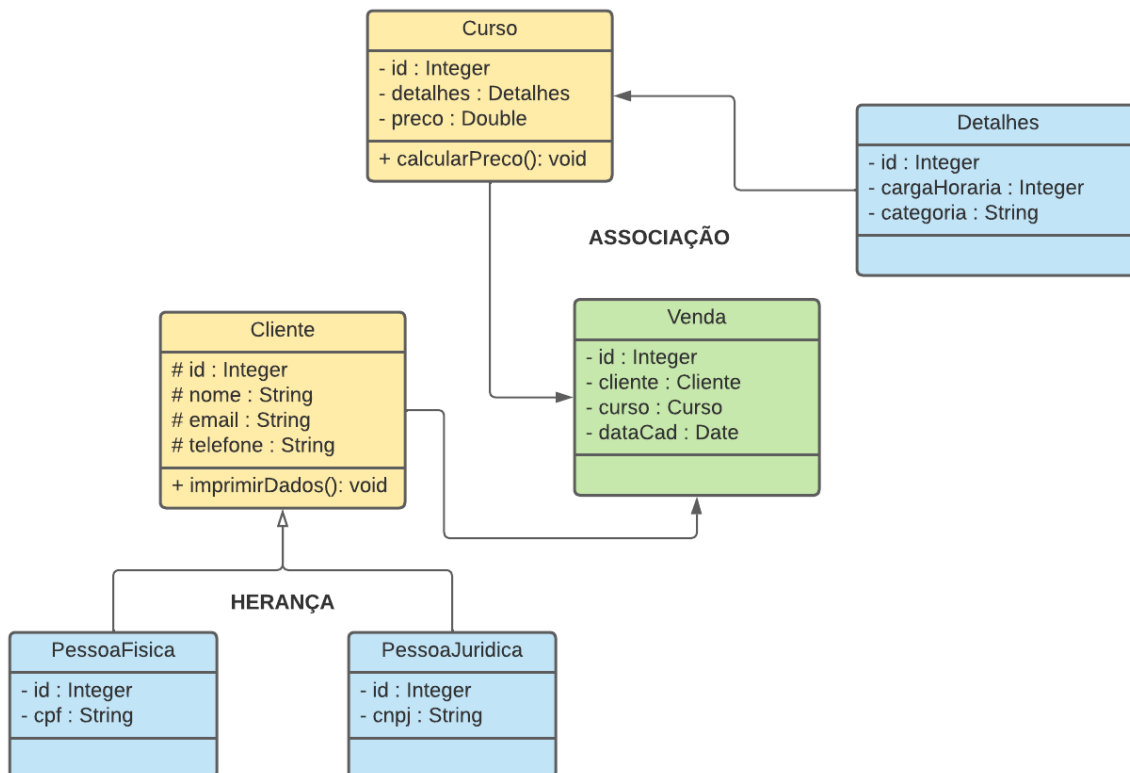 Curso
- id : Integer
- detalhes : Detalhes
- preco : Double
+ calcularPreco(): void
Detalhes
- id : Integer
- cargaHoraria : Integer
- categoria : String
ASSOCIAÇÃO
Cliente
# id : Integer
# nome : String
# email : String
# telefone : String
+ imprimirDados(): void
Venda
- id : Integer
- cliente : Cliente
- curso : Curso
- dataCad : Date
HERANÇA
PessoaFisica
- id : Integer
- cpf : String
PessoaJuridica
- id : Integer
- cnpj : String